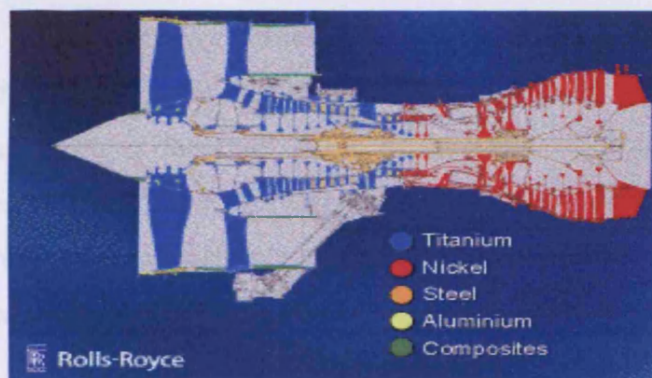 Titanium
Nickel
Steel
Aluminium
Composites
Rolls-Royce